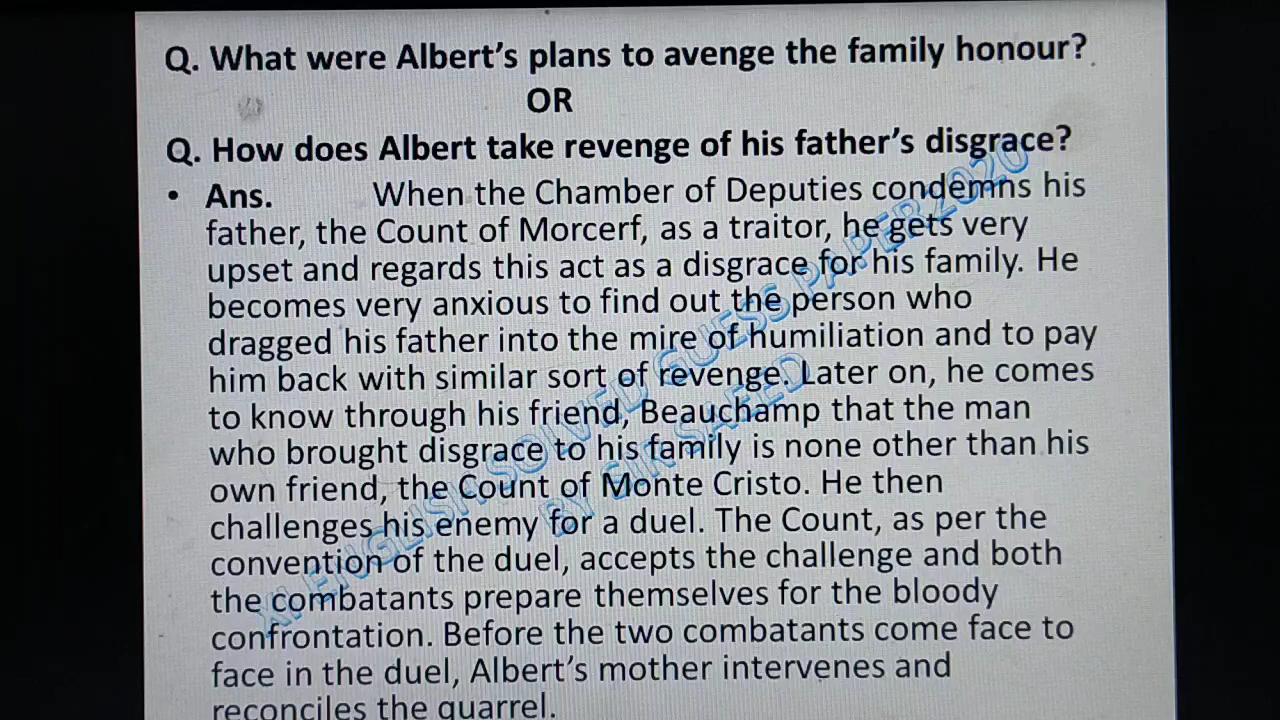 Q. What were Albert's plans to avenge the family honour?
OR
Q. How does Albert take revenge of his father's disgrace?
• Ans. When the Chamber of Deputies condemns his
father, the Count of Morcerf, as a traitor, he gets very
upset and regards this act as a disgrace for his family. He
becomes very anxious to find out the person who
dragged his father into the mire of humiliation and to pay
him back with similar sort of revenge. Later on, he comes
to know through his friend, Beauchamp that the man
who brought disgrace to his family is none other than his
own friend, the Count of Monte Cristo. He then
challenges his enemy for a duel. The Count, as per the
convention of the duel, accepts the challenge and both
the combatants prepare themselves for the bloody
confrontation. Before the two combatants come face to
face in the duel, Albert's mother intervenes and
reconciles the quarrel.
ENGLISH SOLVED GUESS PAPER 2020
BY SIR SAEED